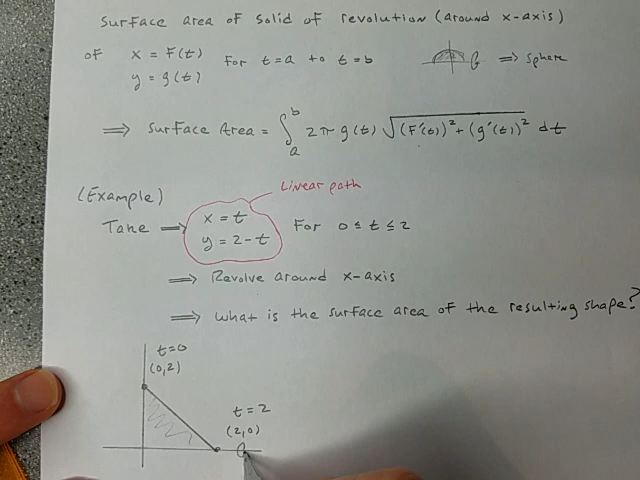 Surface area of solid of revolution (around x-axis)
of x = F(t) for t=a to t=b ⟹ sphere
y = g(t)
⟹ Surface Area = ∫_a^b 2π g(t) √((F'(t))² + (g'(t))²) dt
(Example)
Linear path
Take ⟹ x = t For 0 ≤ t ≤ 2
y = 2 - t
⟹ Revolve around x-axis
⟹ What is the surface area of the resulting shape?
t=0
(0,2)
t=2
(2,0)